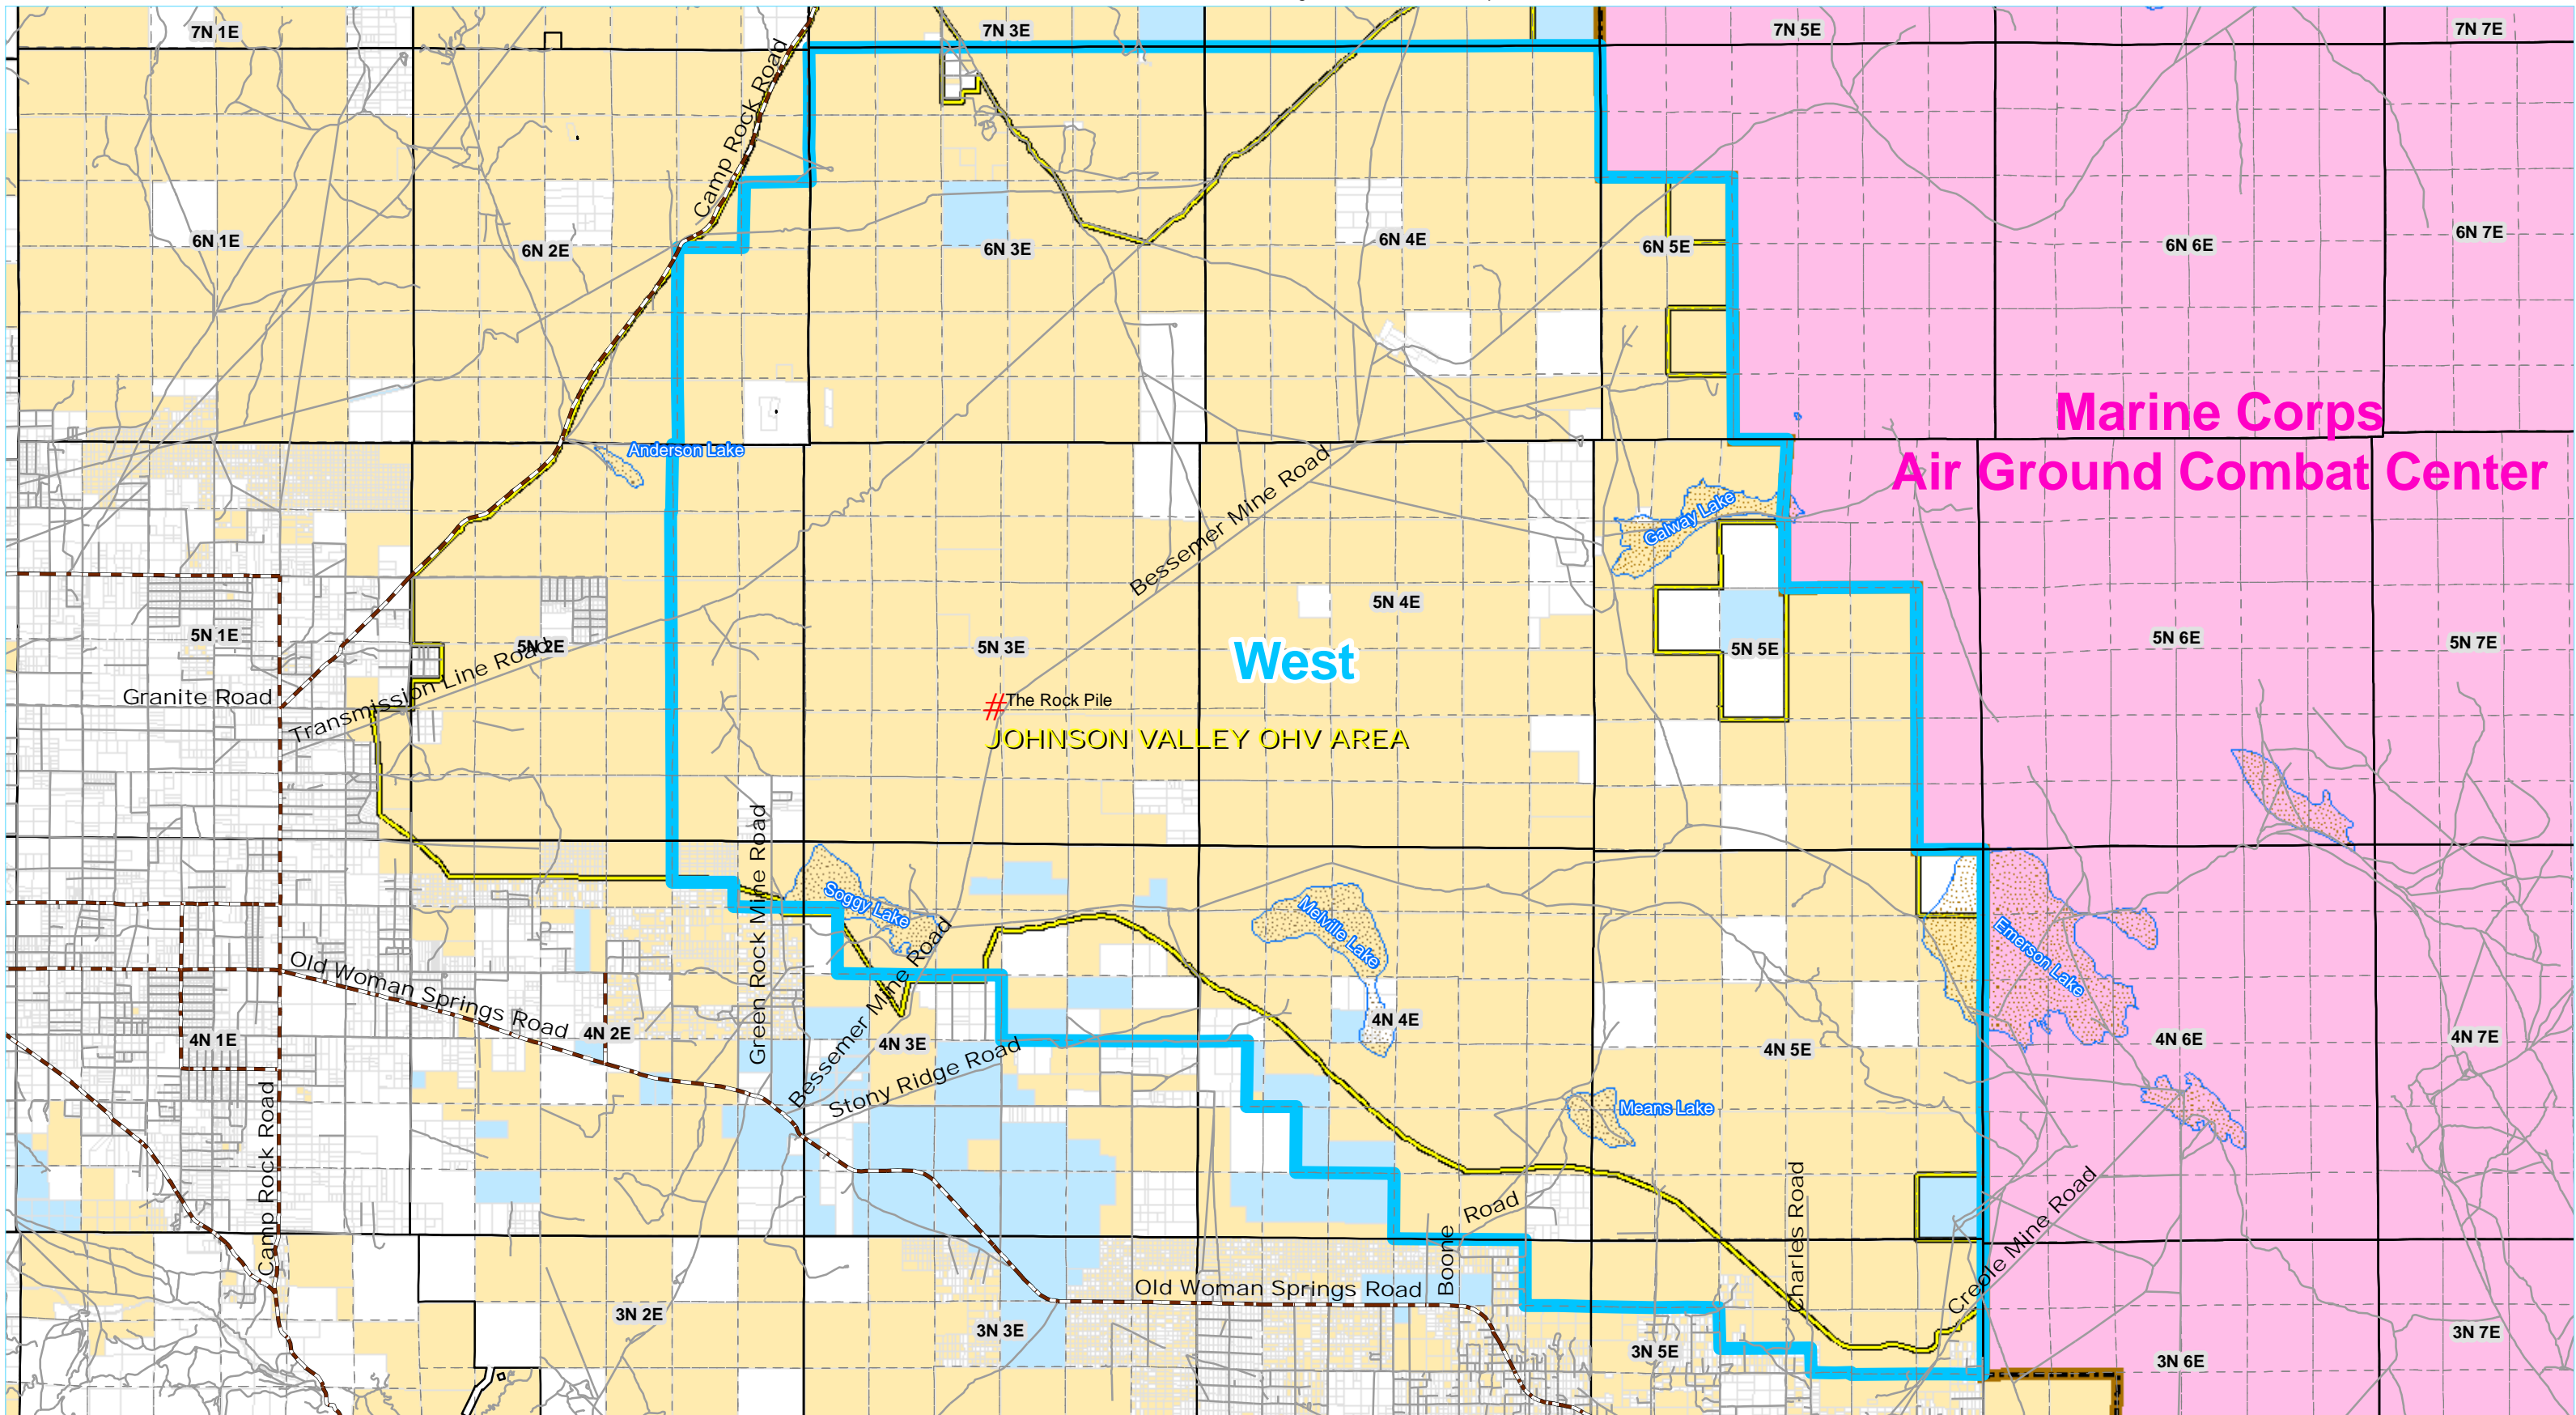 7N 1E
7N 3E
7N 5E
7N 7E
Camp Rock Road
6N 1E
6N 2E
6N 3E
6N 4E
6N 5E
6N 6E
6N 7E
Marine Corps
Air Ground Combat Center
Anderson Lake
Bessemer Mine Road
Galway Lake
5N 1E
5N 2E
5N 3E
5N 4E
5N 5E
5N 6E
5N 7E
West
Granite Road
Transmission Line Road
#
The Rock Pile
JOHNSON VALLEY OHV AREA
Green Rock Mine Road
Soggy Lake
Melville Lake
Emerson Lake
Bessemer Mine Road
Old Woman Springs Road
4N 1E
4N 2E
4N 3E
4N 4E
4N 5E
4N 6E
4N 7E
Stony Ridge Road
Means Lake
Camp Rock Road
Boone Road
Charles Road
Creole Mine Road
Old Woman Springs Road
3N 2E
3N 3E
3N 5E
3N 6E
3N 7E